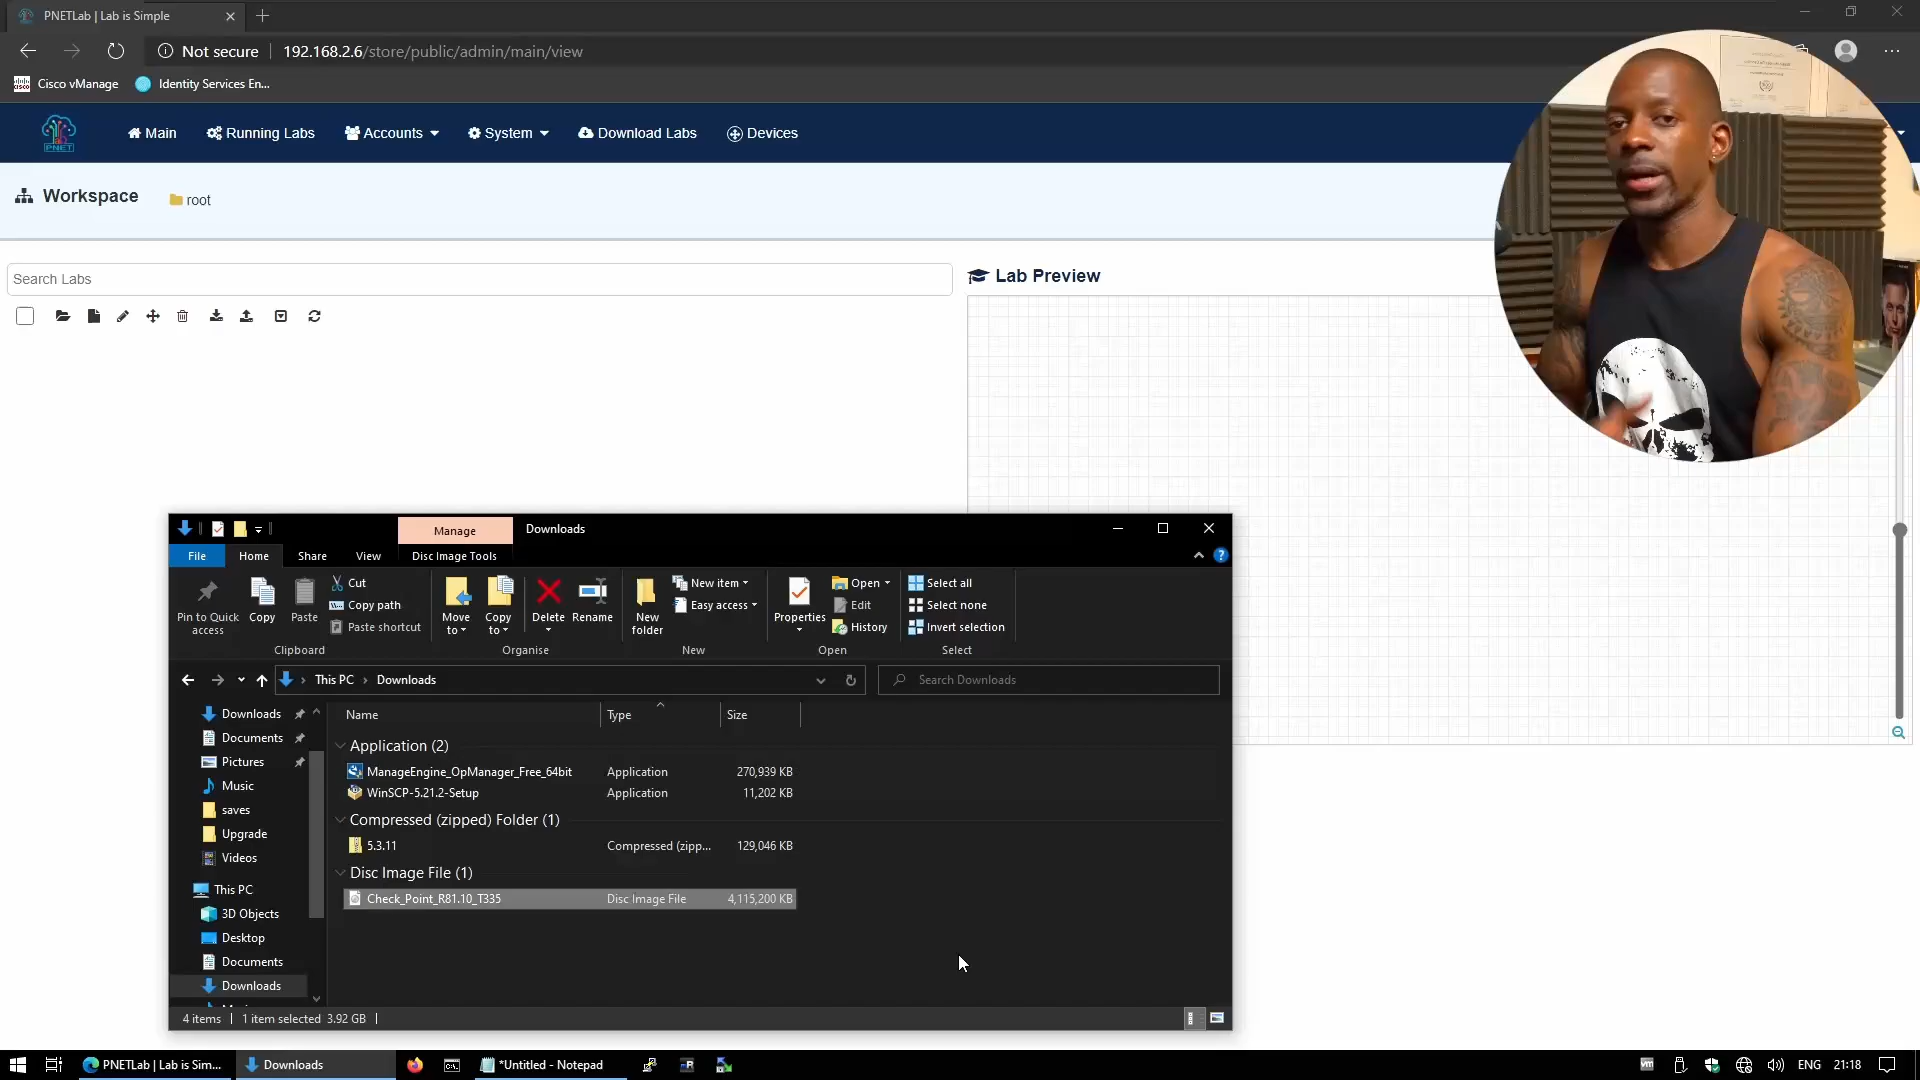 PNETLab | Lab is Simple
Not secure
192.168.2.6/store/public/admin/main/view
CISCO
Cisco vManage
Identity Services En...
PNET
Main
Running Labs
Accounts
System
Download Labs
Devices
Workspace
root
Search Labs
Lab Preview
Manage
Downloads
File
Home
Share
View
Disc Image Tools
Pin to Quick access
Copy
Paste
Cut
Copy path
Paste shortcut
Clipboard
Move to
Copy to
Delete
Rename
Organise
New folder
New item
Easy access
New
Properties
Open
Edit
History
Open
Select all
Select none
Invert selection
Select
This PC > Downloads
Search Downloads
Downloads
Documents
Pictures
Music
saves
Upgrade
Videos
This PC
3D Objects
Desktop
Documents
Downloads
Name Type Size
Application (2)
ManageEngine_OpManager_Free_64bit Application 270,939 KB
WinSCP-5.21.2-Setup Application 11,202 KB
Compressed (zipped) Folder (1)
5.3.11 Compressed (zipp... 129,046 KB
Disc Image File (1)
Check_Point_R81.10_T335 Disc Image File 4,115,200 KB
4 items 1 item selected 3.92 GB
PNETLab | Lab is Sim...
Downloads
*Untitled - Notepad
vm
ENG
21:18